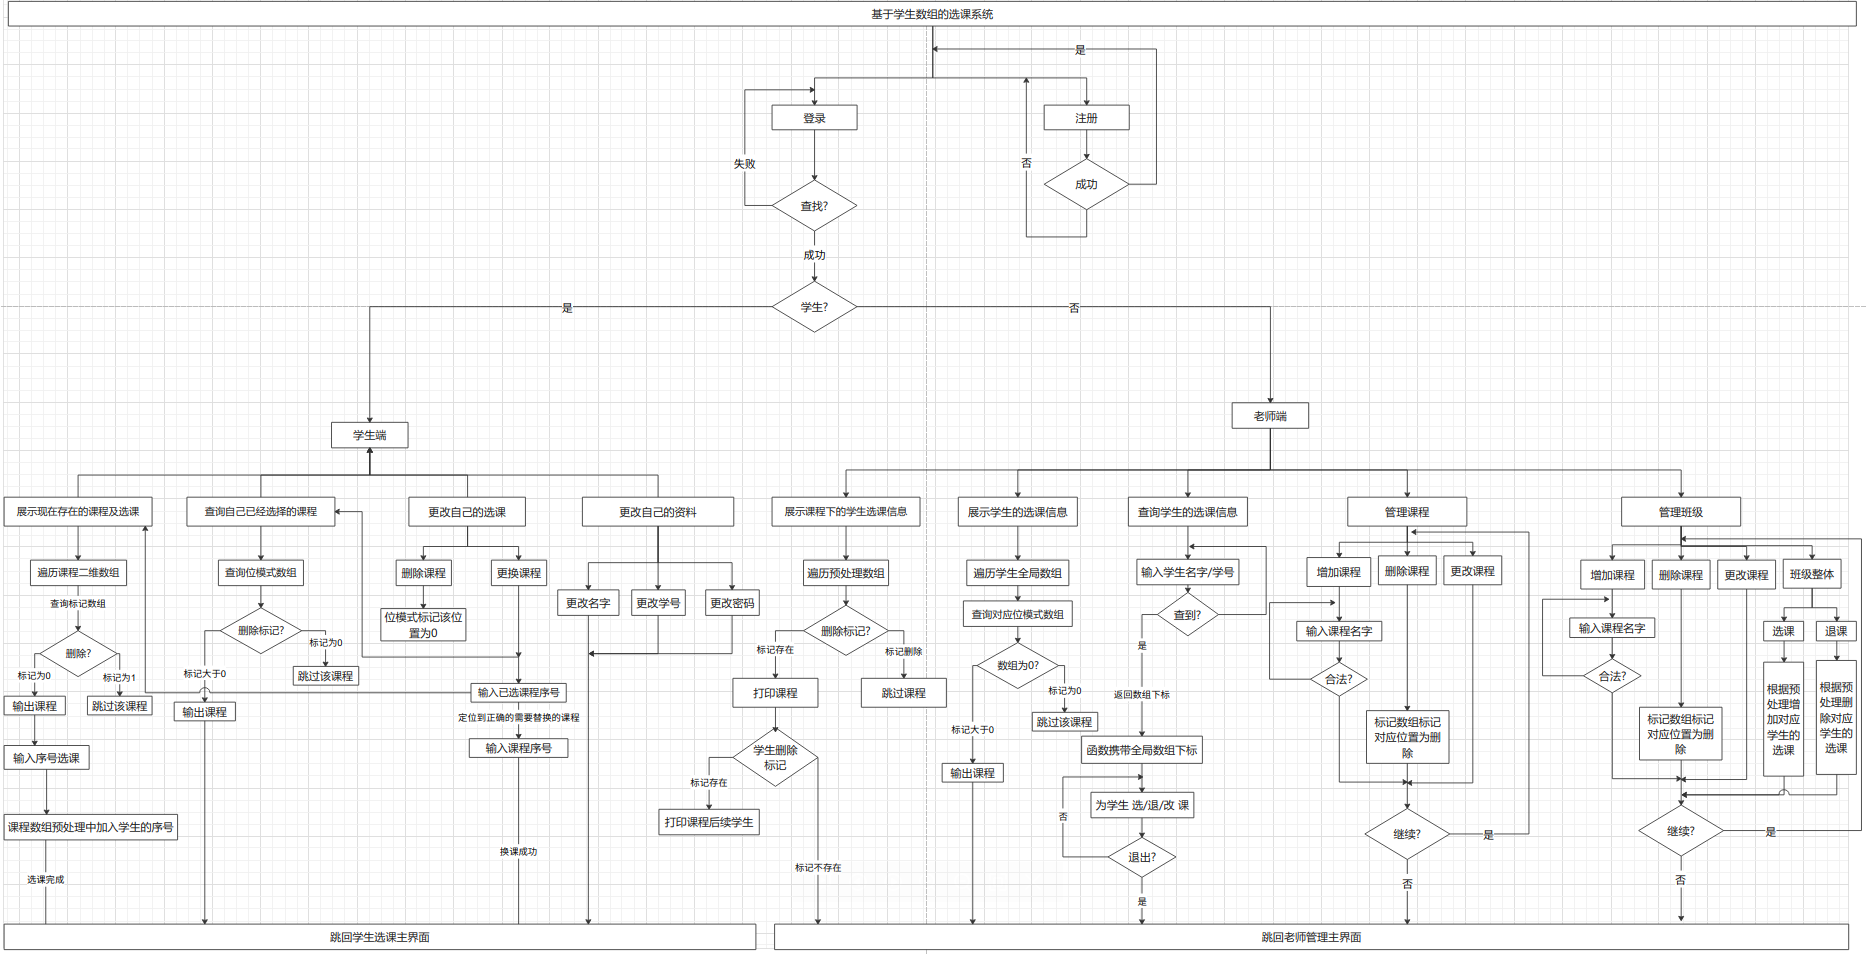 基于学生数组的选课系统
是
登录
注册
失败
否
查找?
成功
成功
学生?
是
否
老师端
学生端
展示现在存在的课程及选课
查询自己已经选择的课程
更改自己的选课
更改自己的资料
展示课程下的学生选课信息
展示学生的选课信息
查询学生的选课信息
管理课程
管理班级
遍历课程二维数组
查询位模式数组
删除课程
更换课程
遍历预处理数组
遍历学生全局数组
输入学生名字/学号
增加课程
删除课程
更改课程
增加课程
删除课程
更改课程
班级整体
查询标记数组
更改名字
更改学号
更改密码
查询对应位模式数组
查到?
位模式标记该位
置为0
删除标记?
删除标记?
输入课程名字
输入课程名字
选课
退课
删除?
标记为0
标记存在
标记删除
是
数组为0?
标记为0
标记为1
标记大于0
跳过该课程
合法?
合法?
输出课程
跳过该课程
输出课程
输入已选课程序号
打印课程
跳过课程
标记为0
返回数组下标
根据预
处理增
加对应
学生的
选课
根据预
处理删
除对应
学生的
选课
定位到正确的需要替换的课程
标记大于0
跳过该课程
标记数组标记
对应位置为删
除
标记数组标记
对应位置为删
除
输入序号选课
输入课程序号
学生删除
标记
函数携带全局数组下标
标记存在
输出课程
为学生 选/退/改 课
课程数组预处理中加入学生的序号
打印课程后续学生
否
继续?
是
继续?
是
换课成功
退出?
选课完成
标记不存在
是
否
否
跳回学生选课主界面
跳回老师管理主界面